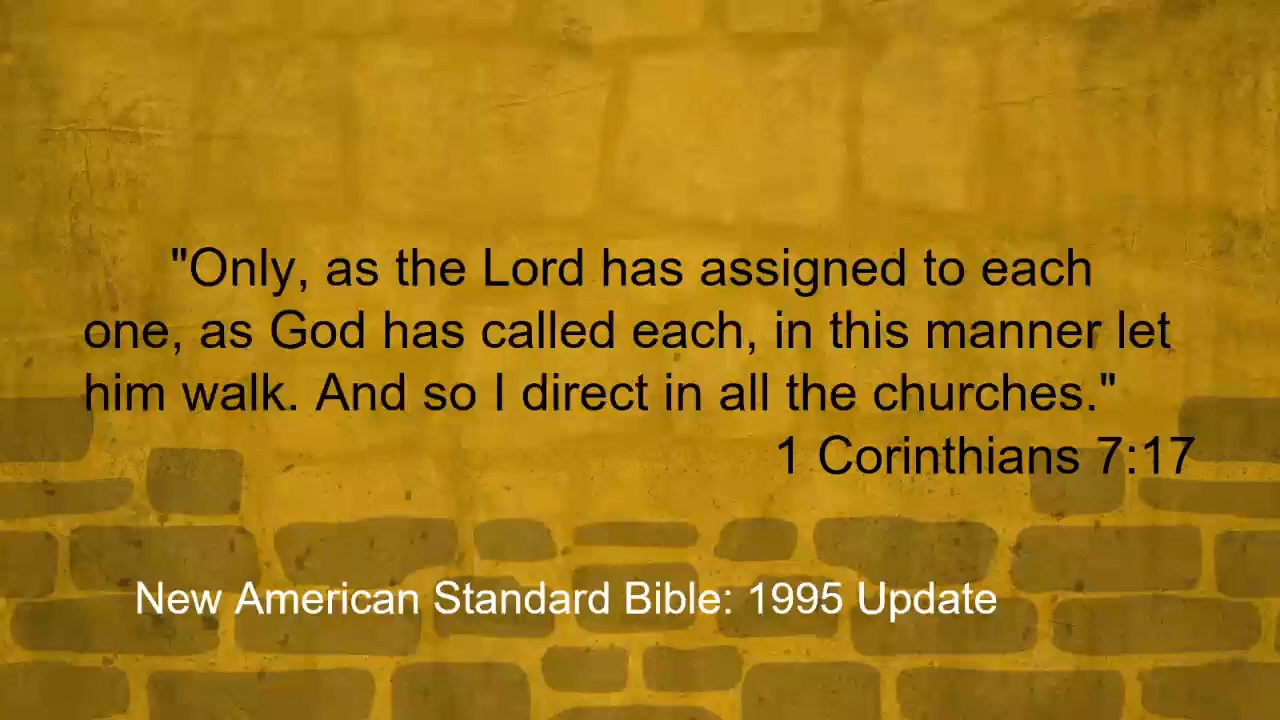 "Only, as the Lord has assigned to each
one, as God has called each, in this manner let
him walk. And so I direct in all the churches."
1 Corinthians 7:17
New American Standard Bible: 1995 Update